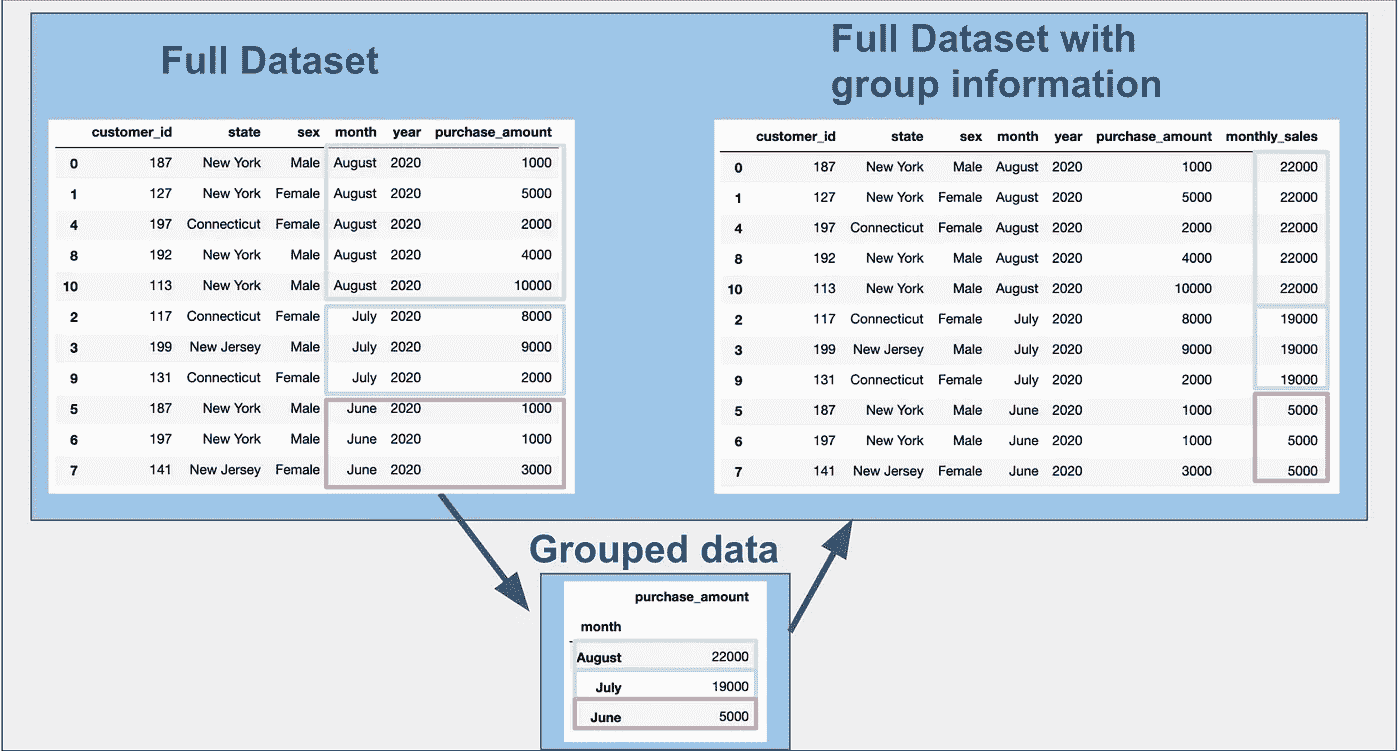 Full Dataset
customer_id state sex month year purchase_amount
0 187 New York Male August 2020 1000
1 127 New York Female August 2020 5000
4 197 Connecticut Female August 2020 2000
8 192 New York Male August 2020 4000
10 113 New York Male August 2020 10000
2 117 Connecticut Female July 2020 8000
3 199 New Jersey Male July 2020 9000
9 131 Connecticut Female July 2020 2000
5 187 New York Male June 2020 1000
6 197 New York Male June 2020 1000
7 141 New Jersey Female June 2020 3000
Full Dataset with
group information
customer_id state sex month year purchase_amount monthly_sales
0 187 New York Male August 2020 1000 22000
1 127 New York Female August 2020 5000 22000
4 197 Connecticut Female August 2020 2000 22000
8 192 New York Male August 2020 4000 22000
10 113 New York Male August 2020 10000 22000
2 117 Connecticut Female July 2020 8000 19000
3 199 New Jersey Male July 2020 9000 19000
9 131 Connecticut Female July 2020 2000 19000
5 187 New York Male June 2020 1000 5000
6 197 New York Male June 2020 1000 5000
7 141 New Jersey Female June 2020 3000 5000
Grouped data
purchase_amount
month
August 22000
July 19000
June 5000